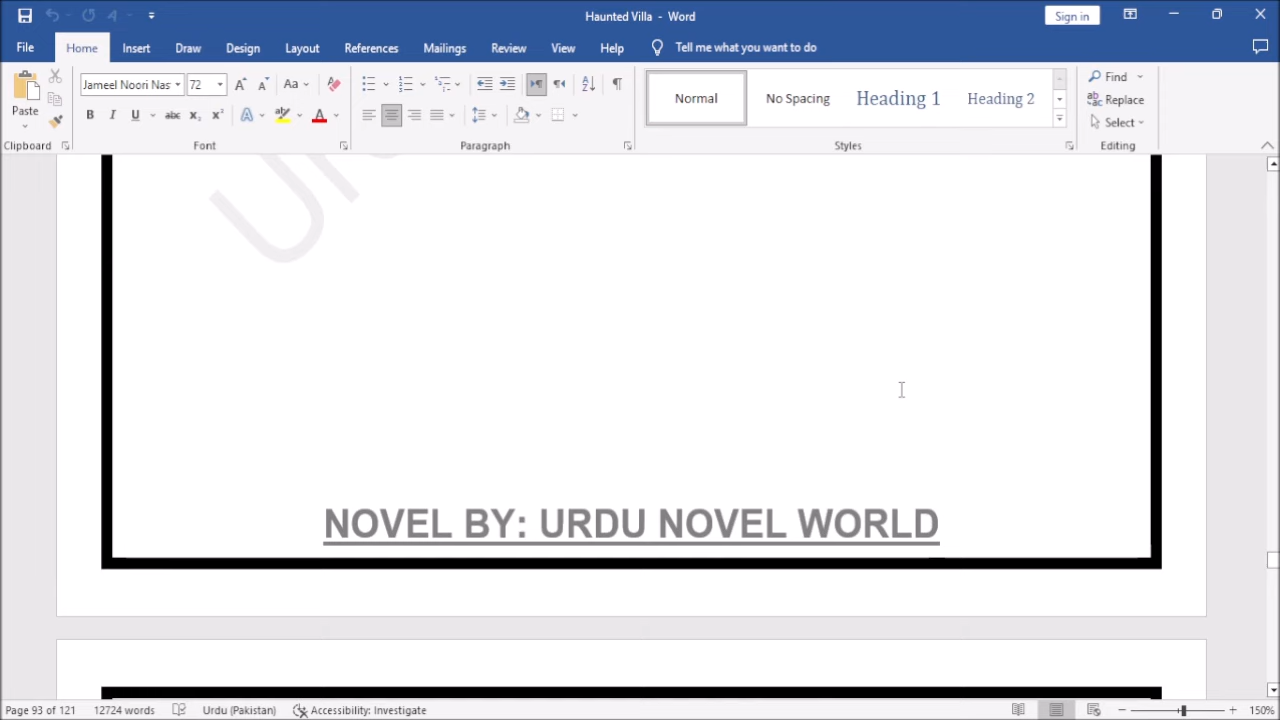 Haunted Villa - Word
Sign in
File Home Insert Draw Design Layout References Mailings Review View Help Tell me what you want to do
Paste
Jameel Noori Nas 72 Aa
Normal
No Spacing
Heading 1
Heading 2
Find
Replace
Select
Clipboard Font Paragraph Styles Editing
NOVEL BY: URDU NOVEL WORLD
Page 93 of 121 12724 words Urdu (Pakistan) Accessibility: Investigate 150%